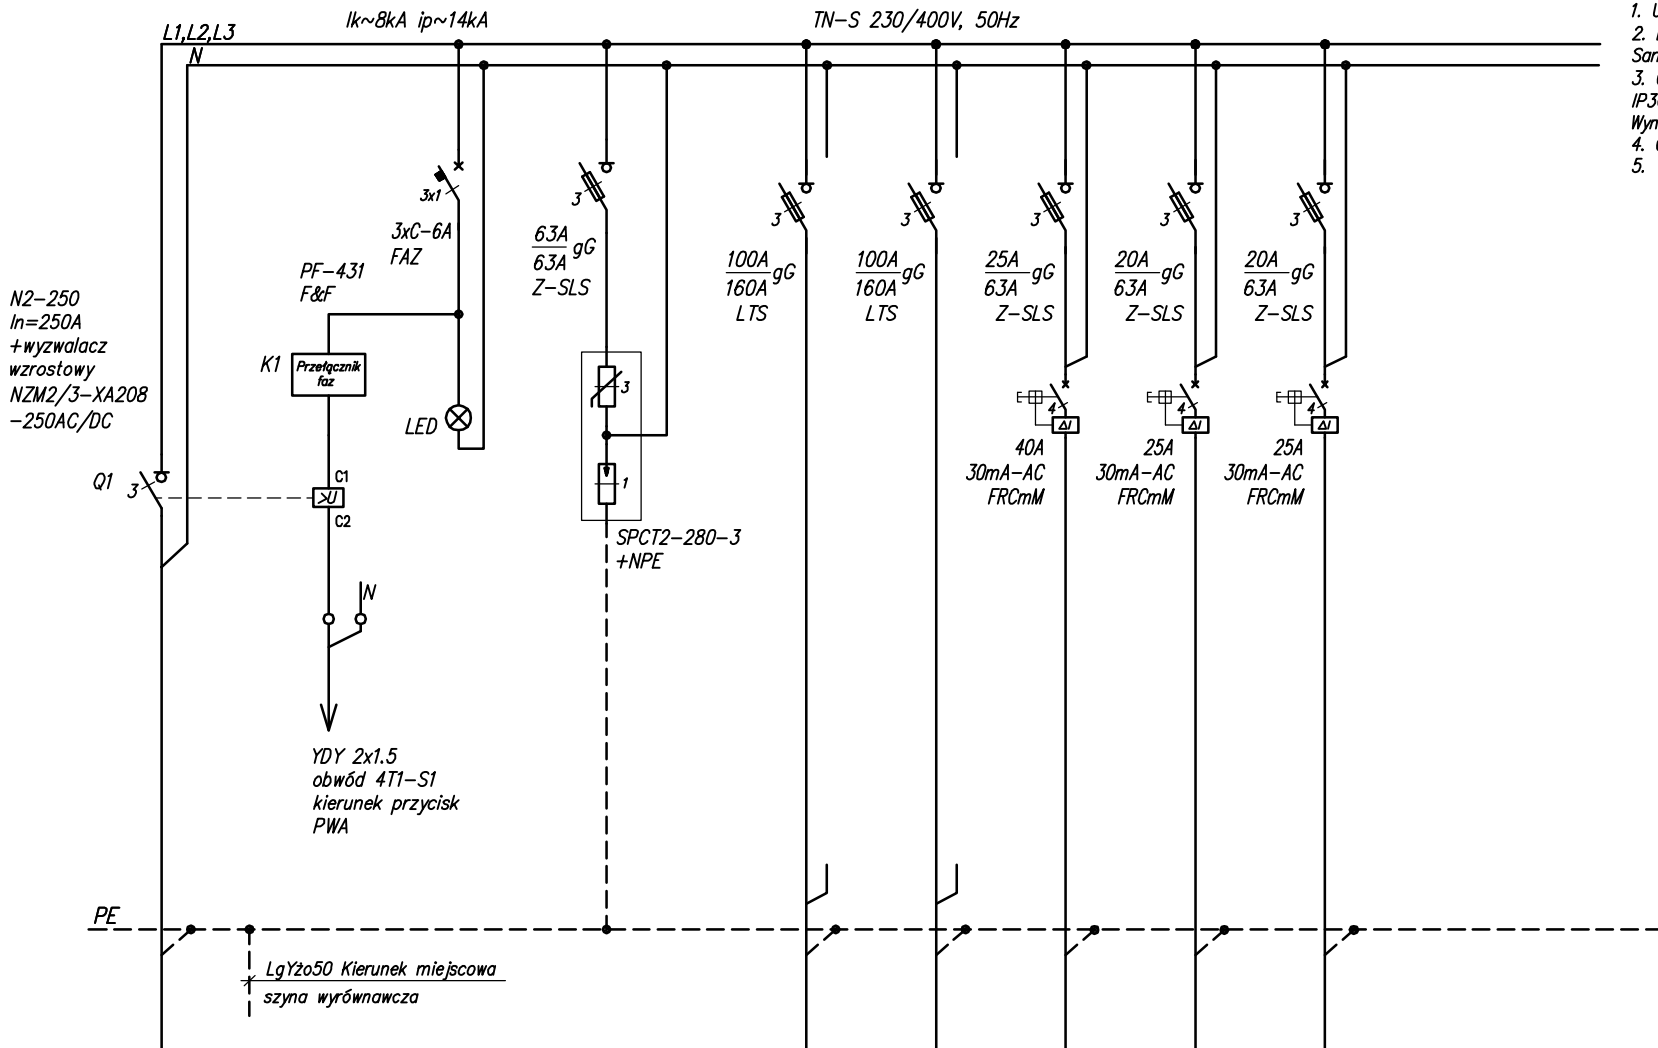 Ik~8kA ip~14kA
TN-S 230/400V, 50Hz
L1,L2,L3
N
1.
2.
3.
4.
5.
N2-250
In=250A
+wyzwalacz
wzrostowy
NZM2/3-XA208
-250AC/DC
Q1
3
PF-431
F&F
K1
Przełącznik
faz
C1
>U
C2
N
YDY 2x1.5
obwód 4T1-S1
kierunek przycisk
PWA
3x1
3xC-6A
FAZ
LED
3
63A
63A
gG
Z-SLS
3
1
SPCT2-280-3
+NPE
3
100A
160A
gG
LTS
3
100A
160A
gG
LTS
3
25A
63A
gG
Z-SLS
4
ΔI
40A
30mA-AC
FRCmM
3
20A
63A
gG
Z-SLS
4
ΔI
25A
30mA-AC
FRCmM
3
20A
63A
gG
Z-SLS
4
ΔI
25A
30mA-AC
FRCmM
PE
LgYżo50 Kierunek miejscowa
szyna wyrównawcza